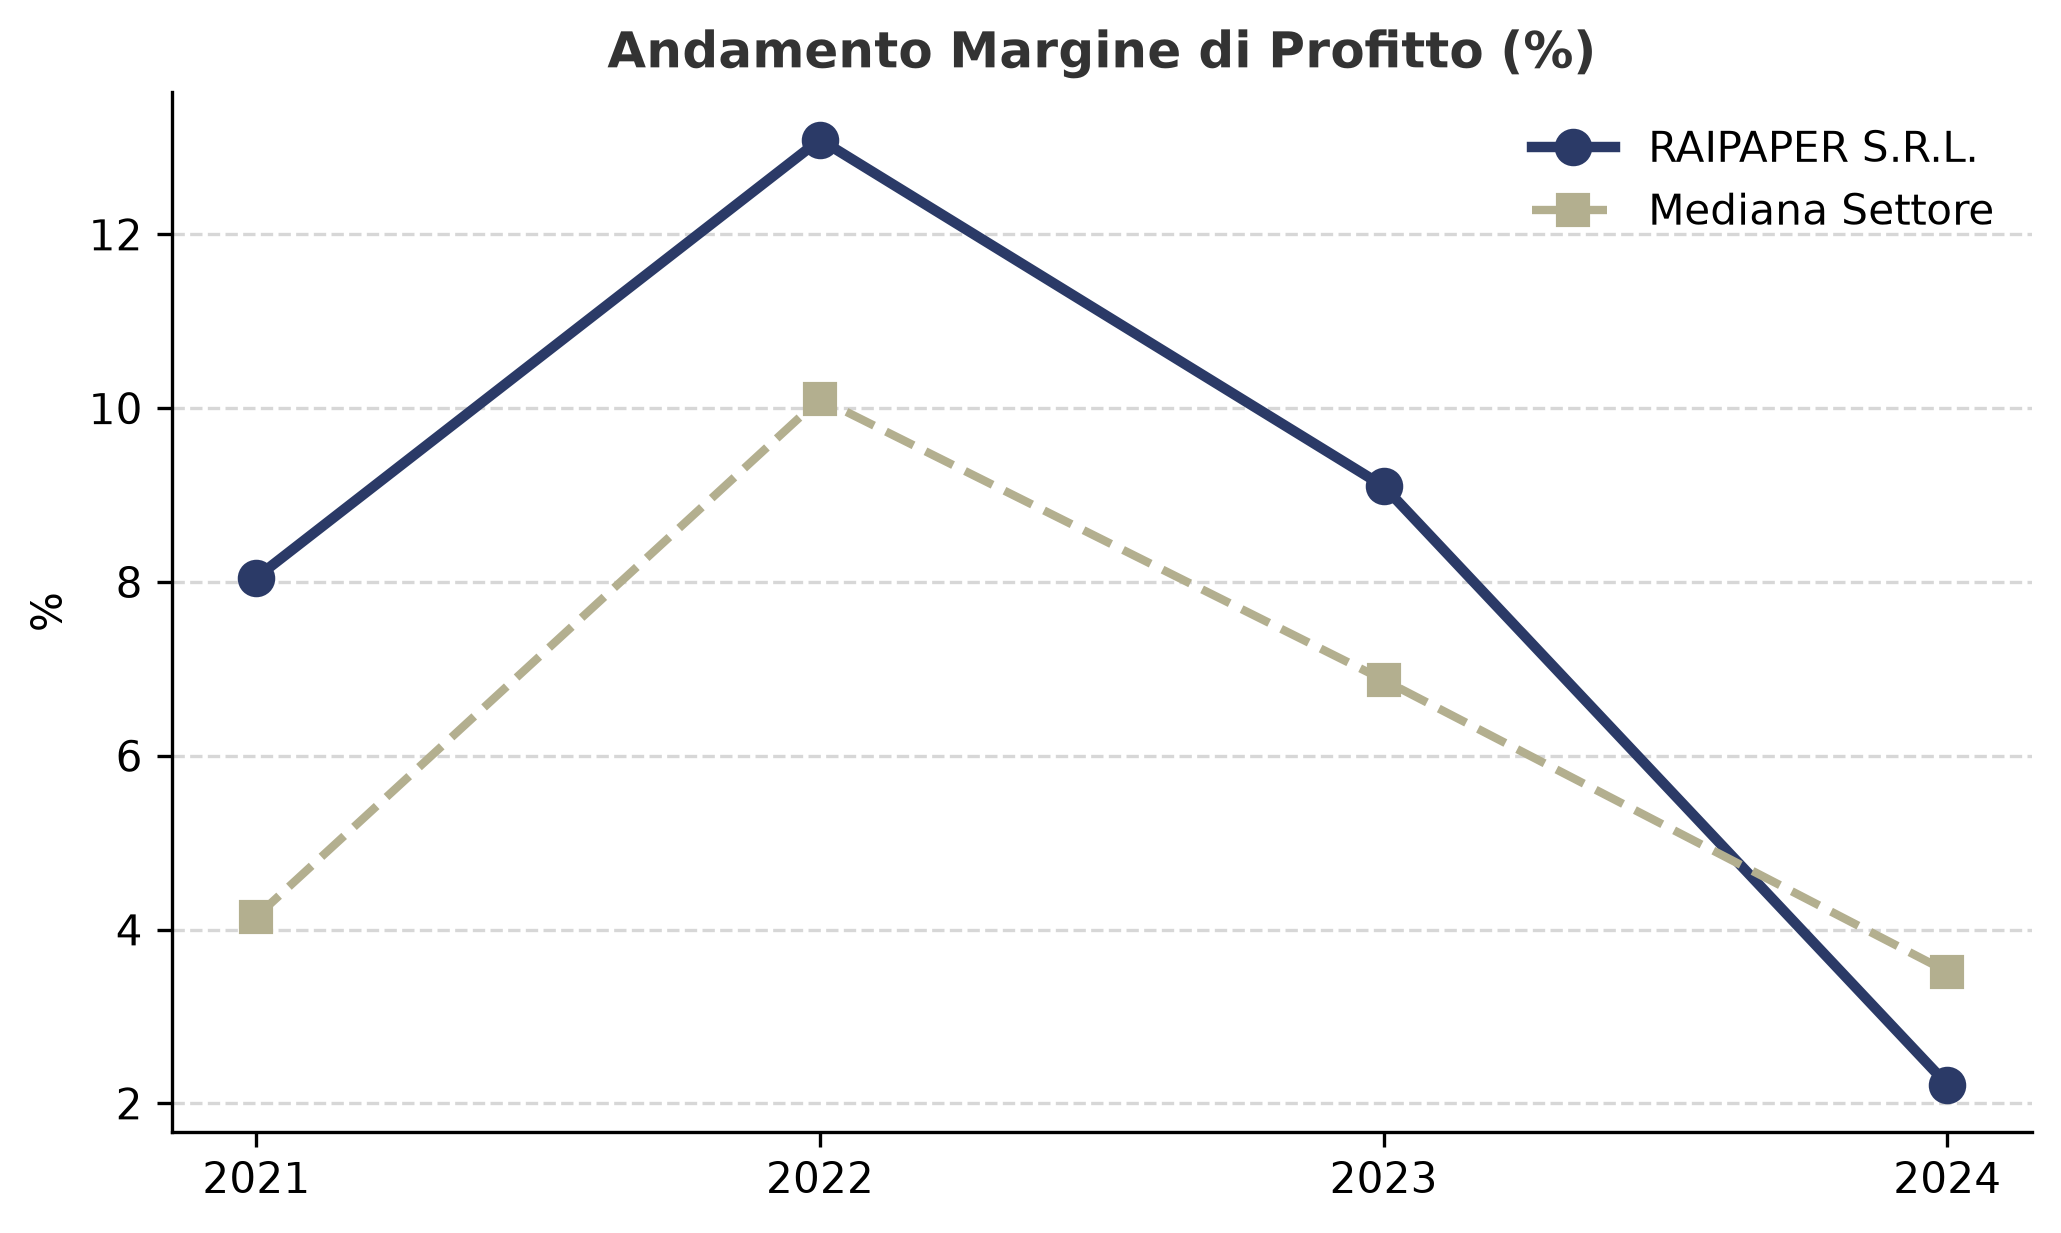 Andamento Margine di Profitto (%)
RAIPAPER S.R.L.
Mediana Settore
%
12
10
8
6
4
2
2021 2022 2023 2024